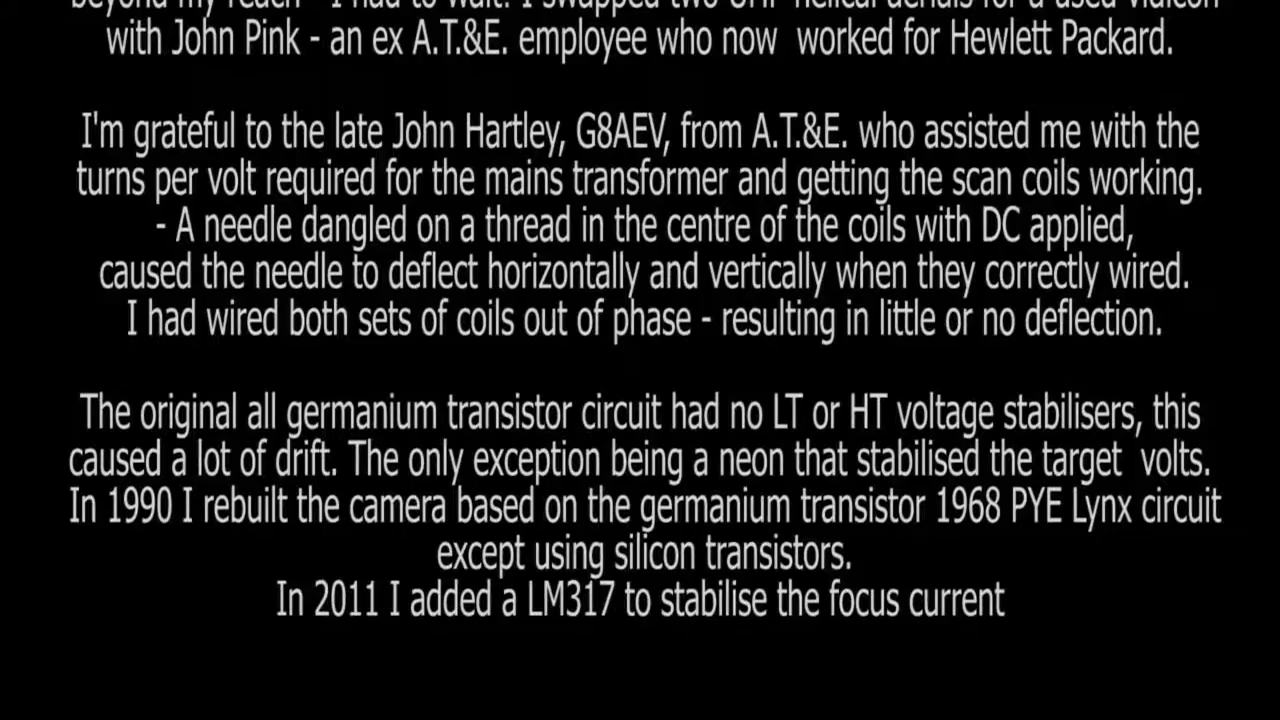 beyond my reach - I had to wait. I swapped two UHF helical aerials for a used vidicon
with John Pink - an ex A.T.&E. employee who now  worked for Hewlett Packard.
I'm grateful to the late John Hartley, G8AEV, from A.T.&E. who assisted me with the
turns per volt required for the mains transformer and getting the scan coils working.
- A needle dangled on a thread in the centre of the coils with DC applied,
caused the needle to deflect horizontally and vertically when they correctly wired.
I had wired both sets of coils out of phase - resulting in little or no deflection.
The original all germanium transistor circuit had no LT or HT voltage stabilisers, this
caused a lot of drift. The only exception being a neon that stabilised the target  volts.
In 1990 I rebuilt the camera based on the germanium transistor 1968 PYE Lynx circuit
except using silicon transistors.
In 2011 I added a LM317 to stabilise the focus current